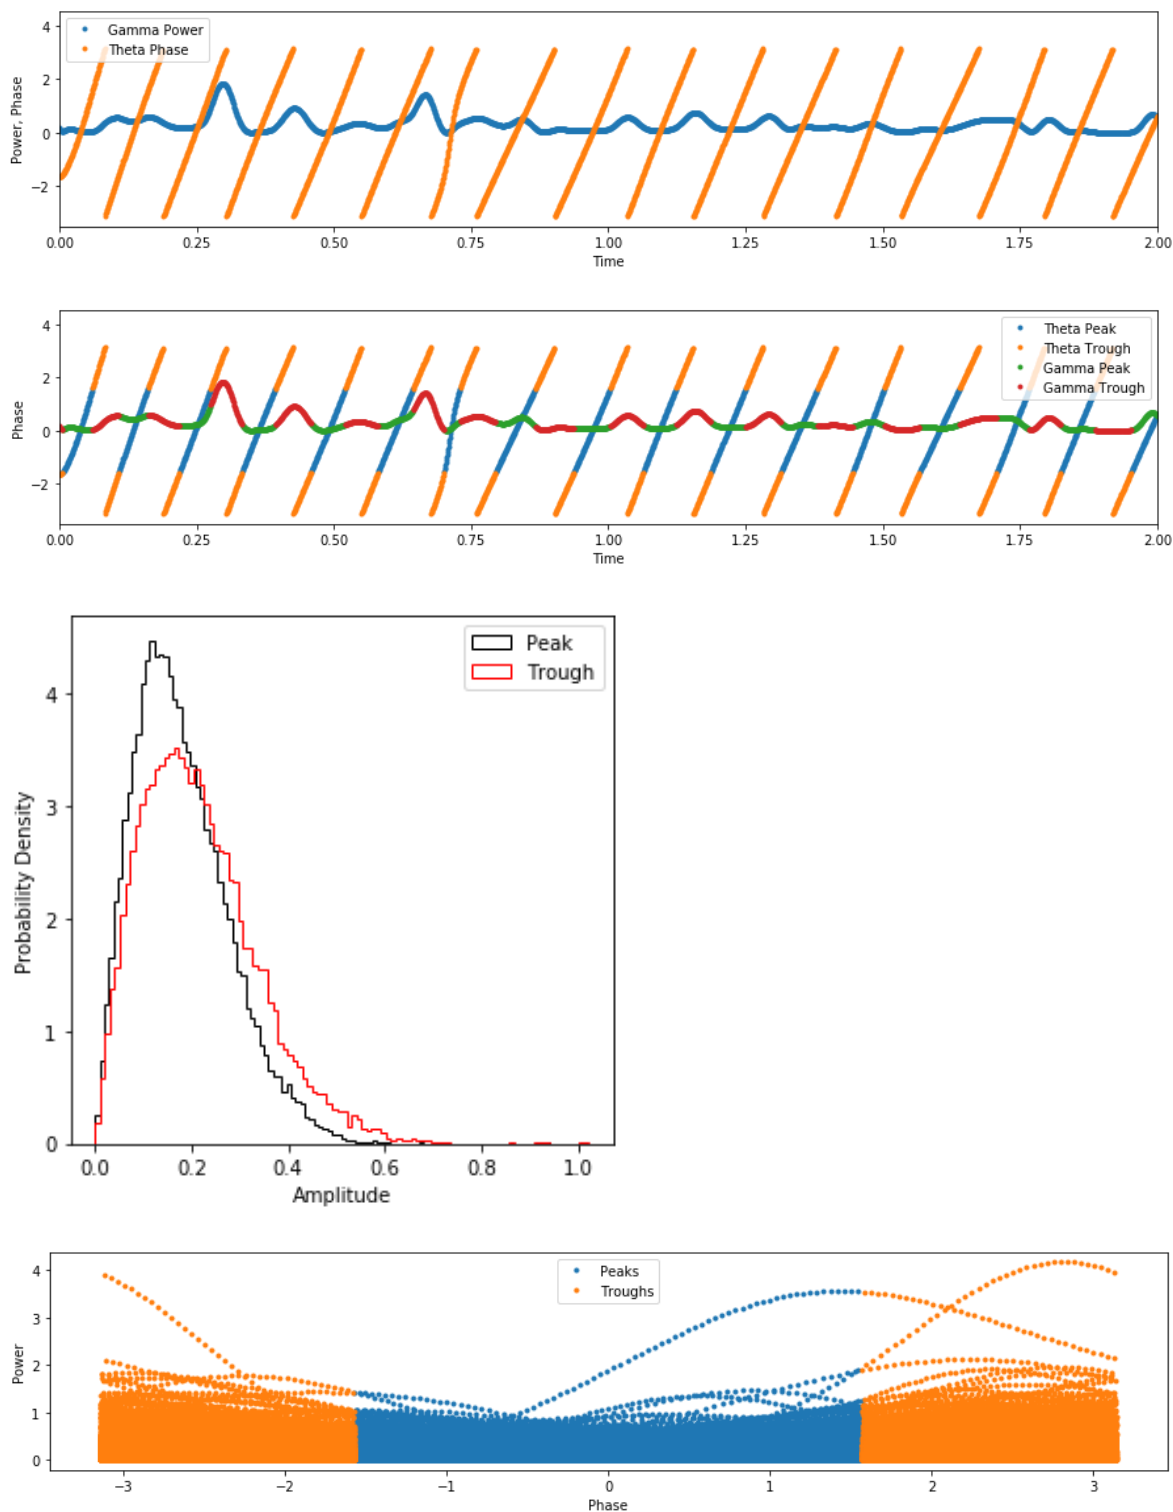 Gamma Power
Theta Phase
4
2
0
−2
Power, Phase
0.00 0.25 0.50 0.75 1.00 1.25 1.50 1.75 2.00
Time
Theta Peak
Theta Trough
Gamma Peak
Gamma Trough
4
2
0
−2
Phase
0.00 0.25 0.50 0.75 1.00 1.25 1.50 1.75 2.00
Time
Peak
Trough
4
3
2
1
0
Probability Density
0.0 0.2 0.4 0.6 0.8 1.0
Amplitude
Peaks
Troughs
4
3
2
1
0
Power
−3 −2 −1 0 1 2 3
Phase